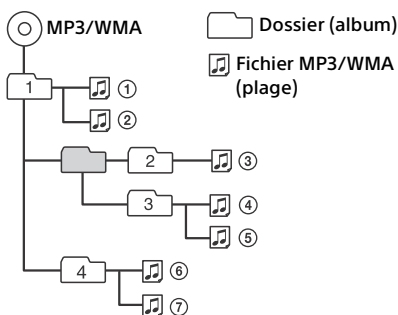 MP3/WMA
Dossier (album)
Fichier MP3/WMA
(plage)
1
①
②
2
③
3
④
⑤
4
⑥
⑦